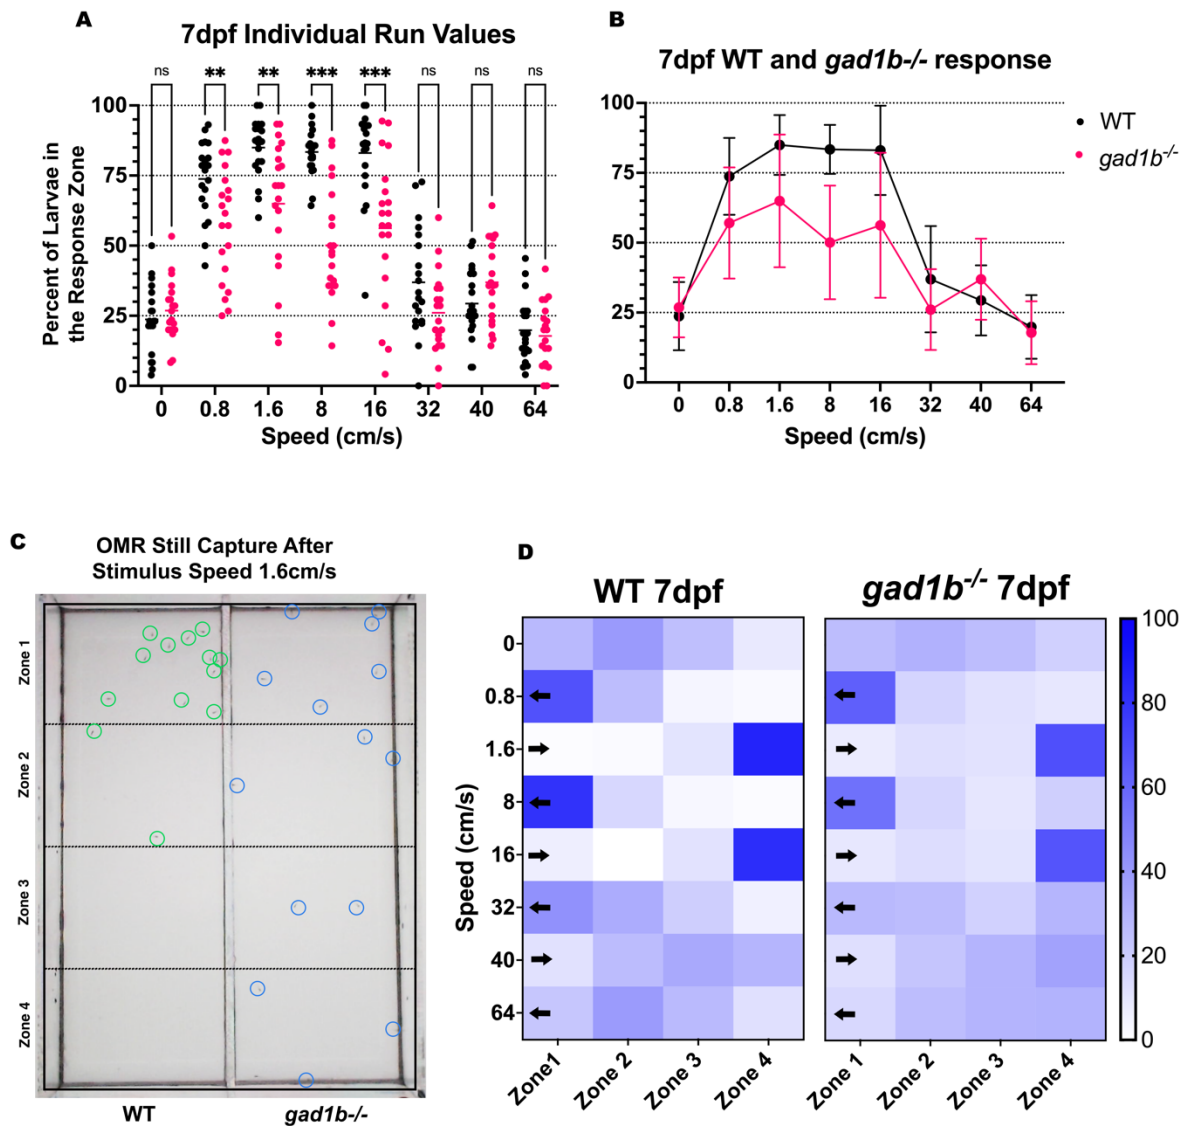 A
7dpf Individual Run Values
ns ** ** *** *** ns ns ns
Percent of Larvae in
the Response Zone
100
75
50
25
0
0 0.8 1.6 8 16 32 40 64
Speed (cm/s)
B
7dpf WT and gad1b-/- response
100
75
50
25
0
0 0.8 1.6 8 16 32 40 64
Speed (cm/s)
WT
gad1b-/-
C
OMR Still Capture After
Stimulus Speed 1.6cm/s
Zone 1
Zone 2
Zone 3
Zone 4
WT gad1b-/-
D
WT 7dpf
gad1b-/- 7dpf
Speed (cm/s)
0
0.8
1.6
8
16
32
40
64
Zone1 Zone 2 Zone 3 Zone 4
Zone 1 Zone 2 Zone 3 Zone 4
100
80
60
40
20
0